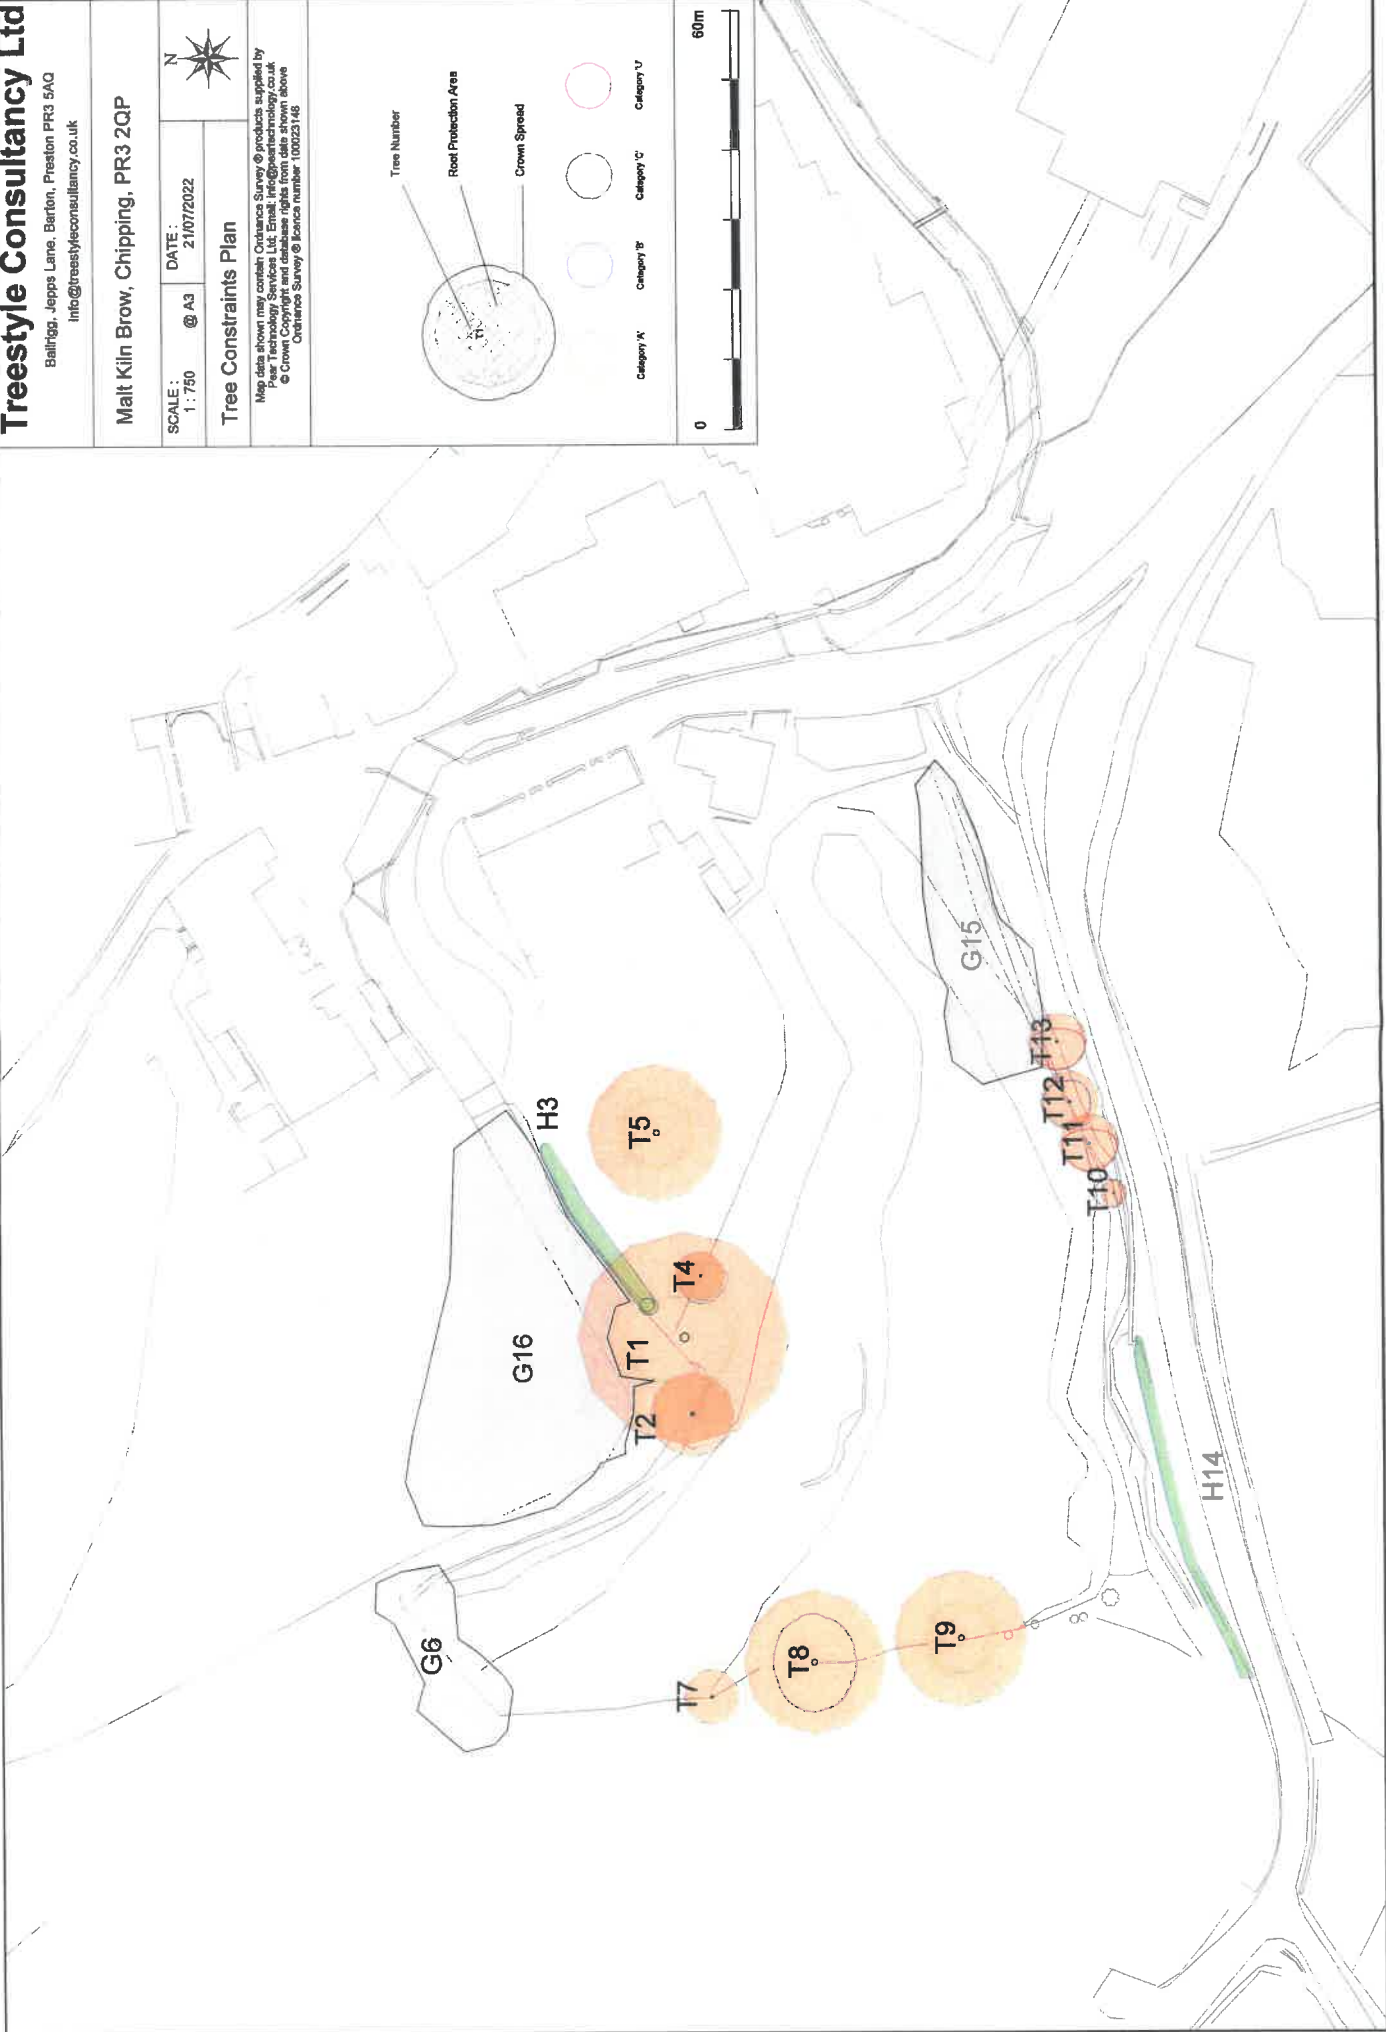 Treestyle Consultancy Ltd
Ballrigg, Jepps Lane, Barton, Preston PR3 5AQ
info@treestyleconsultancy.co.uk
Malt Kiln Brow, Chipping, PR3 2QP
SCALE :
1 : 750 @ A3
DATE :
21/07/2022
N
Tree Constraints Plan
Map data shown may contain Ordnance Survey ® products supplied by
Pear Technology Services Ltd; Email: info@peartechnology.co.uk
© Crown Copyright and database rights from date shown above
Ordnance Survey ® licence number 100023148
Tree Number
Root Protection Area
Crown Spread
T1
Category 'A'
Category 'B'
Category 'C'
Category 'U'
0
60m
H3
T5
G16
T1
T4
T2
G6
T7
T8
T9
G15
T13
T12
T11
T10
H14